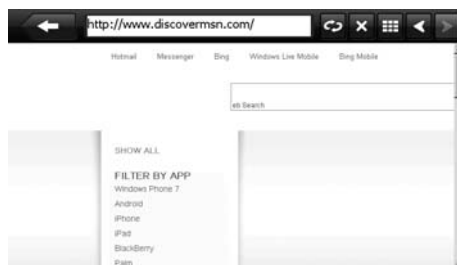 http://www.discovermsn.com/
Hotmail Messenger Bing Windows Live Mobile Bing Mobile
eb Search
SHOW ALL
FILTER BY APP
Windows Phone 7
Android
iPhone
iPad
BlackBerry
Palm